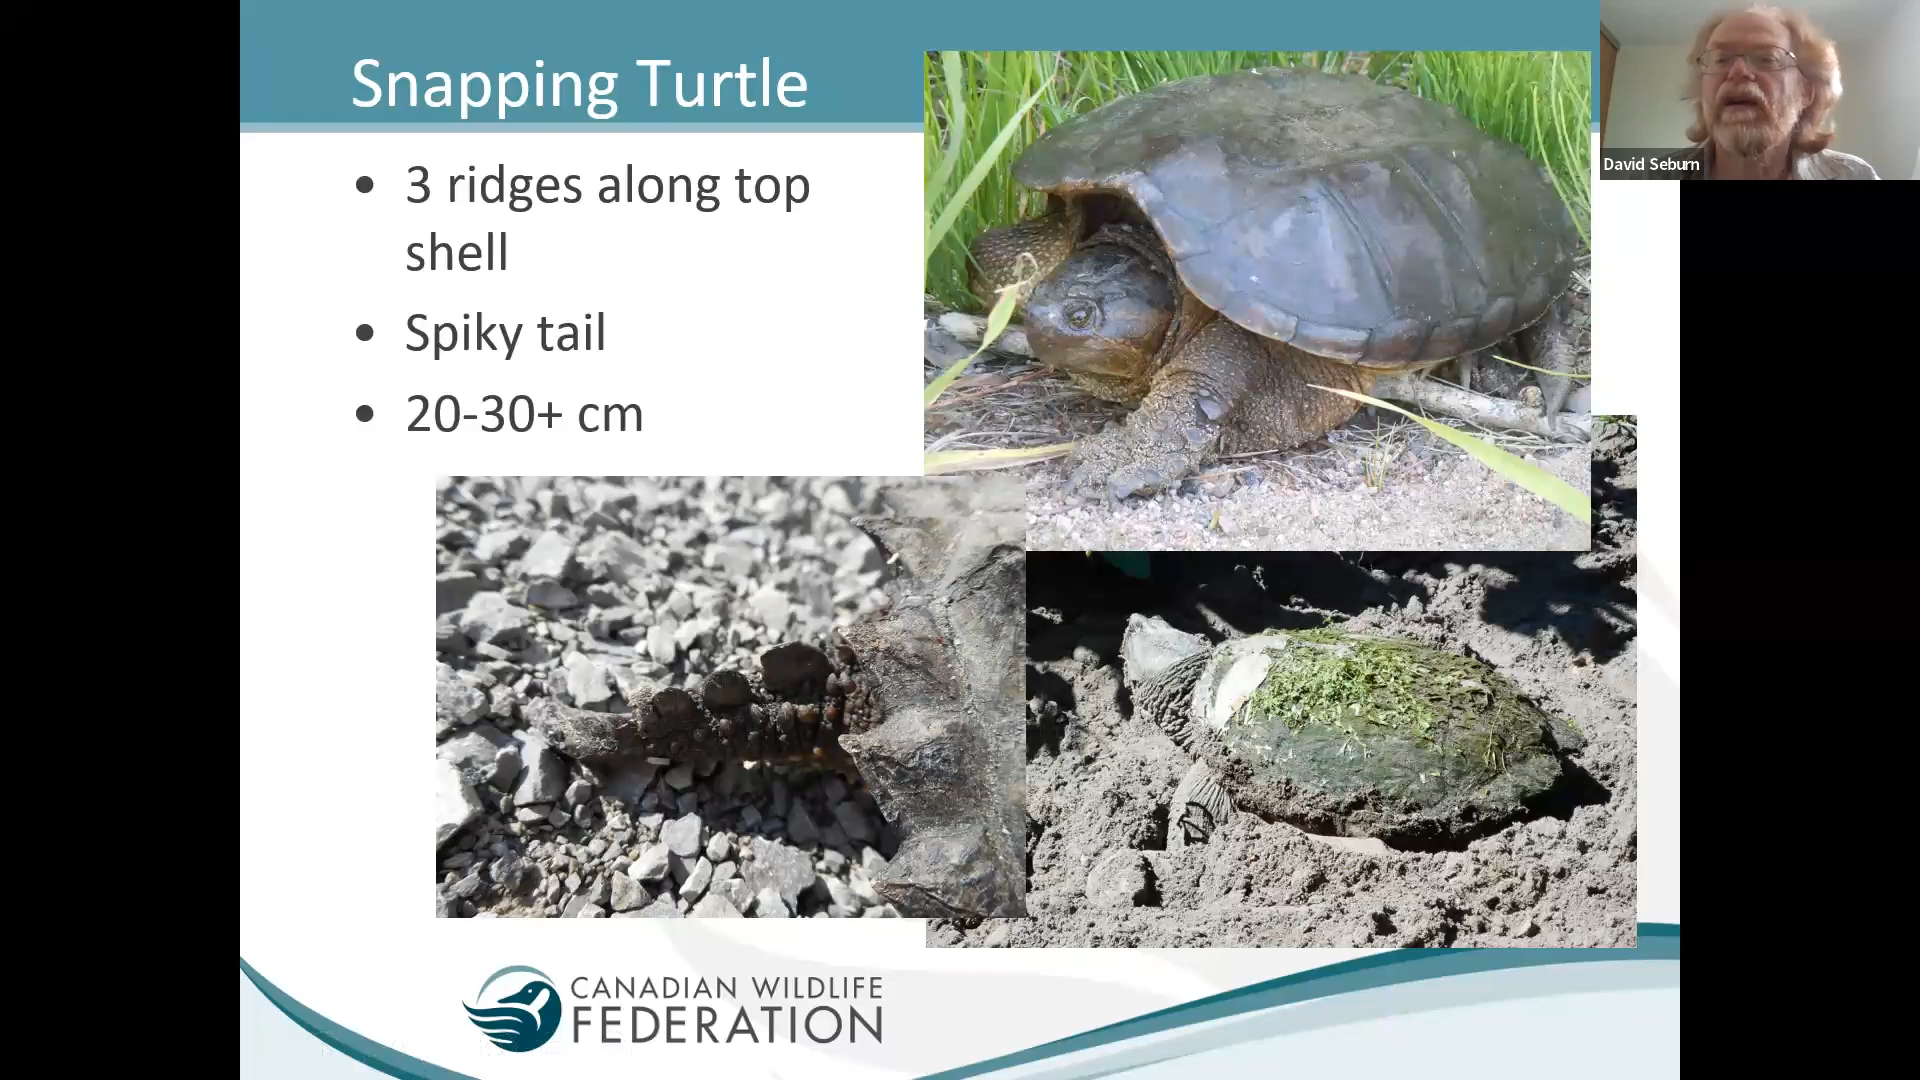 Snapping Turtle
David Seburn
• 3 ridges along top
shell
• Spiky tail
• 20-30+ cm
CANADIAN WILDLIFE
FEDERATION